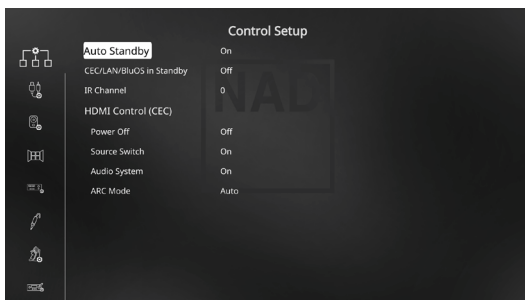 Control Setup
Auto Standby On
CEC/LAN/BluOS in Standby Off
IR Channel 0
HDMI Control (CEC)
Power Off Off
Source Switch On
Audio System On
ARC Mode Auto
NAD